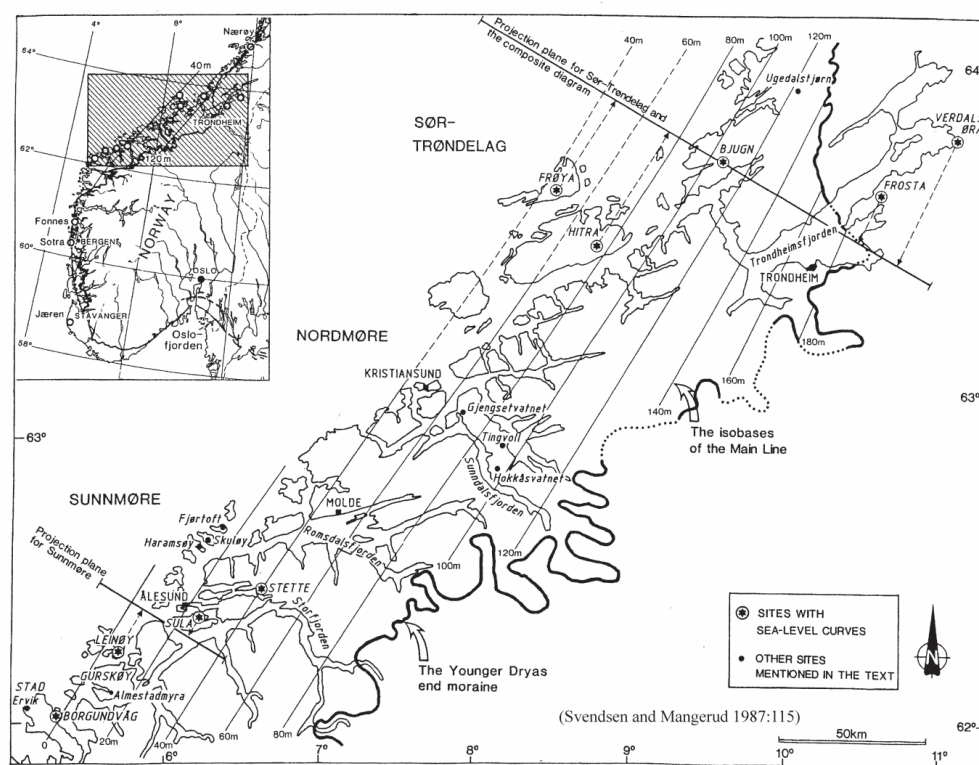 4°
8°
Nærøy
64°
40 m
TRONDHEIM
62°
120 m
Fonnes
Sotra
BERGEN
60°
NORWAY
OSLO
Jæren
STAVANGER
Oslo-
fjorden
58°
Projection plane for Sør-Trøndelag and
the composite diagram
40m
60m
80m
100m
120m
64°
Ugedalstjørn
SØR-
TRØNDELAG
VERDALS
ØRA
BJUGN
FRØYA
FROSTA
HITRA
Trondheimsfjorden
TRONDHEIM
NORDMØRE
180m
KRISTIANSUND
160m
140m
63°
Gjengsetvatnet
The isobases
of the Main Line
63°
Tingvoll
Hokkåsvatnet
Sunndalsfjorden
SUNNMØRE
MOLDE
Fjørtoft
Skuløy
Haramsøy
Romsdalsfjorden
120m
100m
Projection plane
for Sunnmøre
ÅLESUND
STETTE
SULA
Storfjorden
LEINØY
GURSKØY
Almestadmyra
The Younger Dryas
end moraine
STAD
Ervik
BORGUNDVÅG
0
20m
40m
60m
80m
SITES WITH
SEA-LEVEL CURVES
OTHER SITES
MENTIONED IN THE TEXT
N
(Svendsen and Mangerud 1987:115)
50km
62°
6°
7°
8°
9°
10°
11°